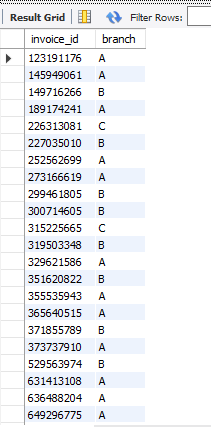 Result Grid Filter Rows:
invoice_id branch
123191176 A
145949061 A
149716266 B
189174241 A
226313081 C
227035010 B
252562699 A
273166619 A
299461805 B
300714605 B
315225665 C
319503348 B
329621586 A
351620822 B
355535943 A
365640515 A
371855789 B
373737910 A
529563974 B
631413108 A
636488204 A
649296775 A